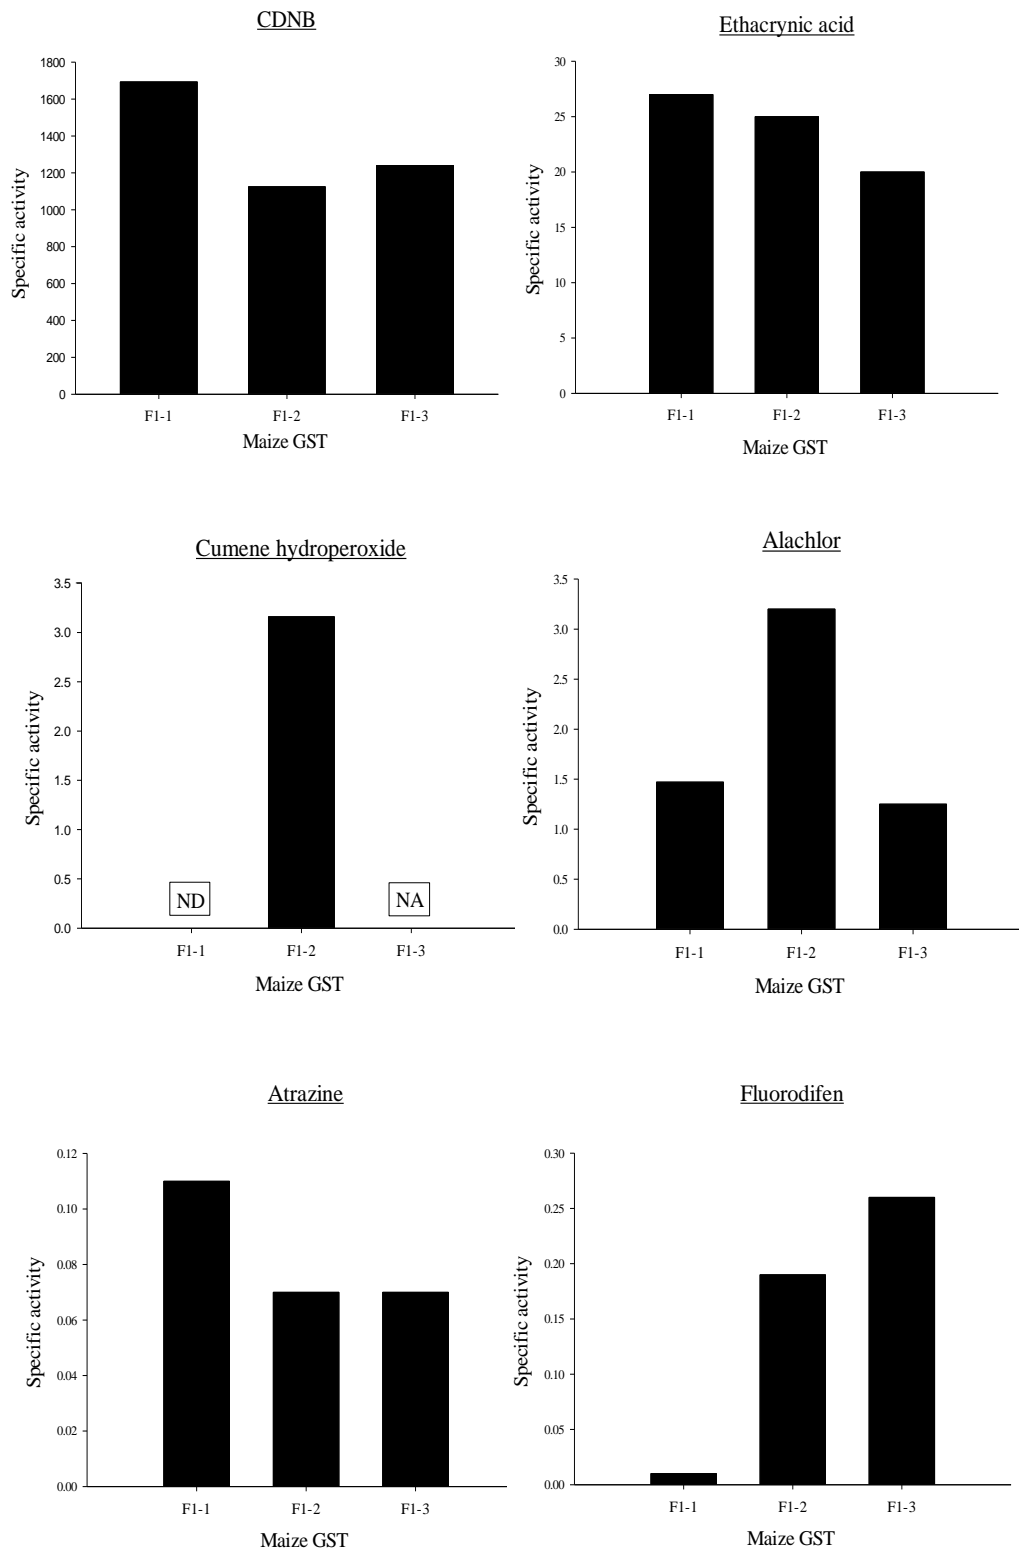 CDNB
1800
1600
1400
1200
1000
800
600
400
200
0
Specific activity
F1-1 F1-2 F1-3
Maize GST
Ethacrynic acid
30
25
20
15
10
5
0
Specific activity
F1-1 F1-2 F1-3
Maize GST
Cumene hydroperoxide
3.5
3.0
2.5
2.0
1.5
1.0
0.5
0.0
Specific activity
ND NA
F1-1 F1-2 F1-3
Maize GST
Alachlor
3.5
3.0
2.5
2.0
1.5
1.0
0.5
0.0
Specific activity
F1-1 F1-2 F1-3
Maize GST
Atrazine
0.12
0.10
0.08
0.06
0.04
0.02
0.00
Specific activity
F1-1 F1-2 F1-3
Maize GST
Fluorodifen
0.30
0.25
0.20
0.15
0.10
0.05
0.00
Specific activity
F1-1 F1-2 F1-3
Maize GST